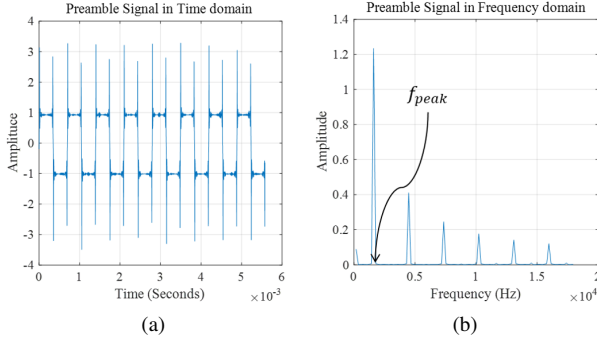 Preamble Signal in Time domain
4
3
2
1
0
-1
-2
-3
-4
Amplituce
0 1 2 3 4 5 6
Time (Seconds) ×10⁻³
(a)
Preamble Signal in Frequency domain
1.4
1.2
1
0.8
0.6
0.4
0.2
0
Amplitude
f_peak
0 0.5 1 1.5 20
Frequency (Hz) ×10⁴
(b)